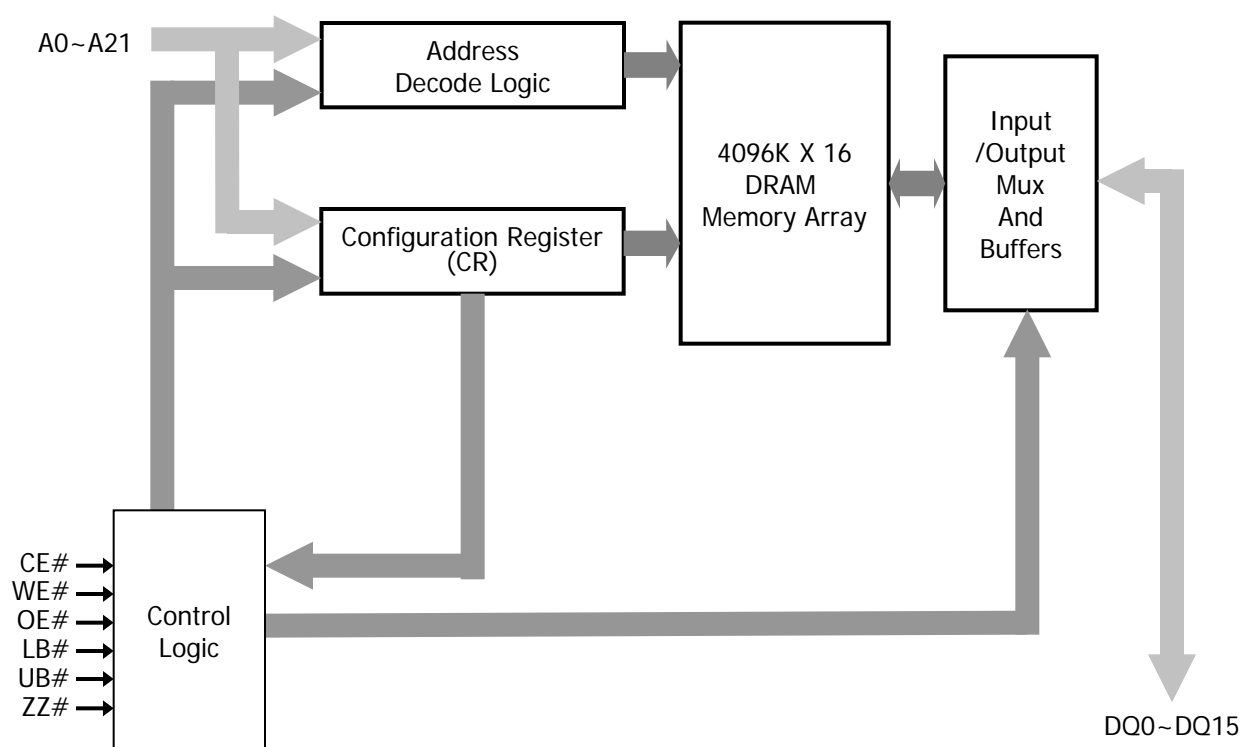 A0~A21
Address
Decode Logic
4096K X 16
DRAM
Memory Array
Input
/Output
Mux
And
Buffers
Configuration Register
(CR)
CE#
WE#
OE#
LB#
UB#
ZZ#
Control
Logic
DQ0~DQ15